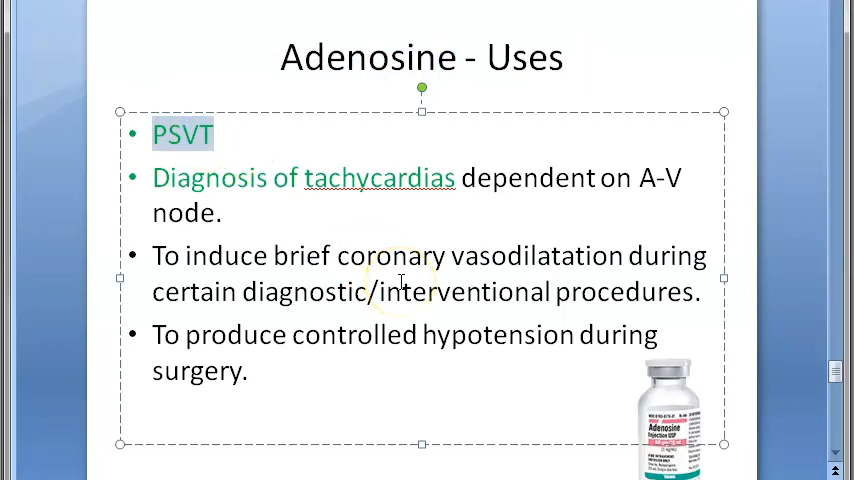 Adenosine - Uses
• PSVT
• Diagnosis of tachycardias dependent on A-V
node.
• To induce brief coronary vasodilatation during
certain diagnostic/interventional procedures.
• To produce controlled hypotension during
surgery.
Adenosine
Injection USP